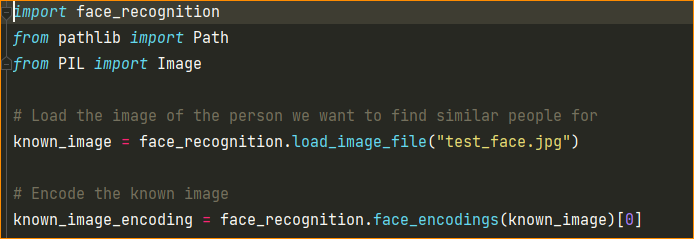 import face_recognition
from pathlib import Path
from PIL import Image
# Load the image of the person we want to find similar people for
known_image = face_recognition.load_image_file("test_face.jpg")
# Encode the known image
known_image_encoding = face_recognition.face_encodings(known_image)[0]